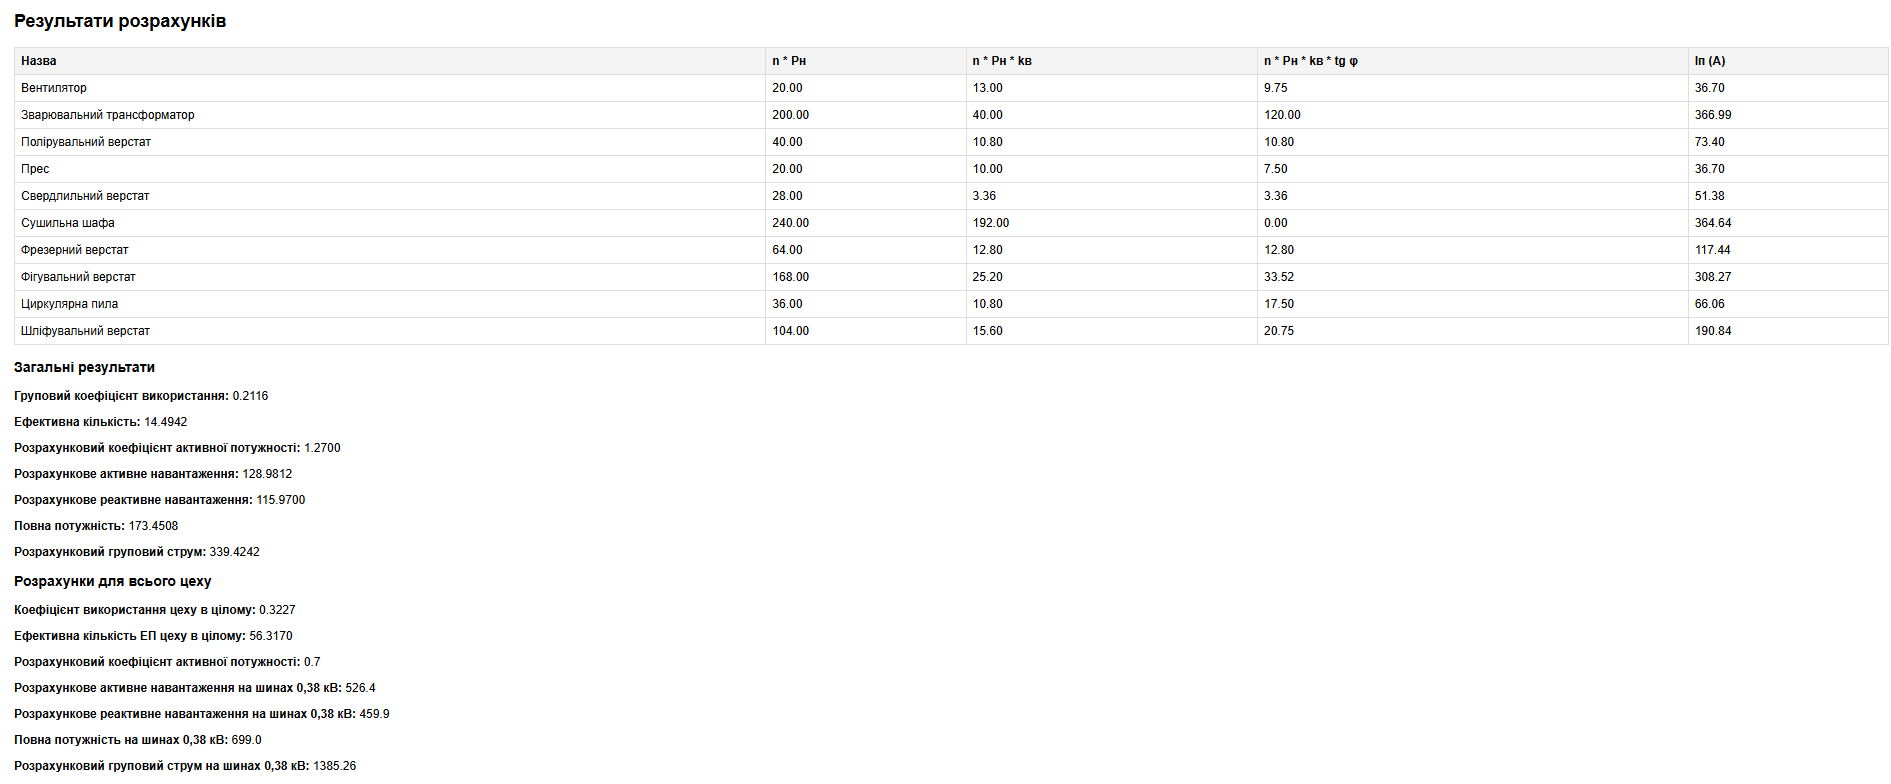 Результати розрахунків
Назва n * Рн n * Рн * kв n * Рн * kв * tg φ Іп (А)
Вентилятор 20.00 13.00 9.75 36.70
Зварювальний трансформатор 200.00 40.00 120.00 366.99
Полірувальний верстат 40.00 10.80 10.80 73.40
Прес 20.00 10.00 7.50 36.70
Свердлильний верстат 28.00 3.36 3.36 51.38
Сушильна шафа 240.00 192.00 0.00 364.64
Фрезерний верстат 64.00 12.80 12.80 117.44
Фігувальний верстат 168.00 25.20 33.52 308.27
Циркулярна пила 36.00 10.80 17.50 66.06
Шліфувальний верстат 104.00 15.60 20.75 190.84
Загальні результати
Груповий коефіцієнт використання: 0.2116
Ефективна кількість: 14.4942
Розрахунковий коефіцієнт активної потужності: 1.2700
Розрахункове активне навантаження: 128.9812
Розрахункове реактивне навантаження: 115.9700
Повна потужність: 173.4508
Розрахунковий груповий струм: 339.4242
Розрахунки для всього цеху
Коефіцієнт використання цеху в цілому: 0.3227
Ефективна кількість ЕП цеху в цілому: 56.3170
Розрахунковий коефіцієнт активної потужності: 0.7
Розрахункове активне навантаження на шинах 0,38 кВ: 526.4
Розрахункове реактивне навантаження на шинах 0,38 кВ: 459.9
Повна потужність на шинах 0,38 кВ: 699.0
Розрахунковий груповий струм на шинах 0,38 кВ: 1385.26